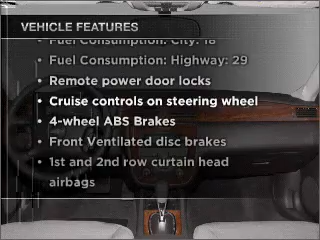 VEHICLE FEATURES
• Fuel Consumption: City: 18
• Fuel Consumption: Highway: 29
• Remote power door locks
• Cruise controls on steering wheel
• 4-wheel ABS Brakes
• Front Ventilated disc brakes
• 1st and 2nd row curtain head
airbags